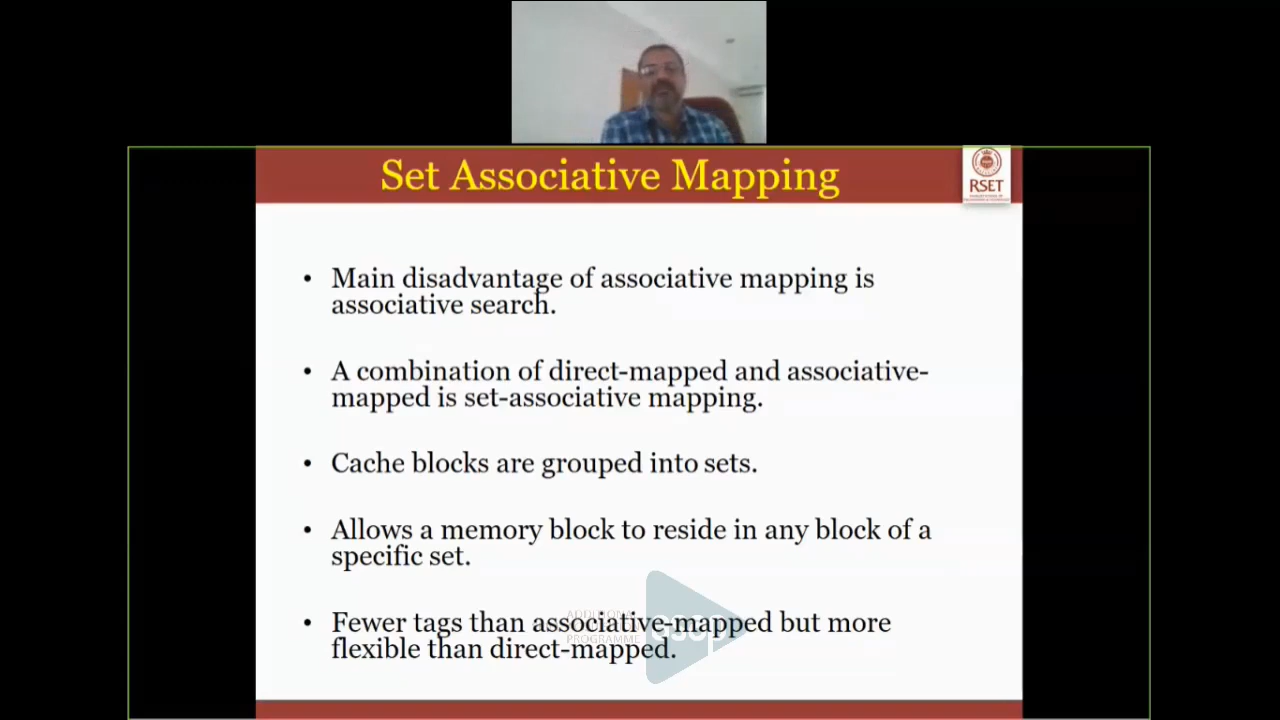 Set Associative Mapping
RSET
• Main disadvantage of associative mapping is
associative search.
• A combination of direct-mapped and associative-
mapped is set-associative mapping.
• Cache blocks are grouped into sets.
• Allows a memory block to reside in any block of a
specific set.
• Fewer tags than associative-mapped but more
flexible than direct-mapped.
PROGRAMME
asap